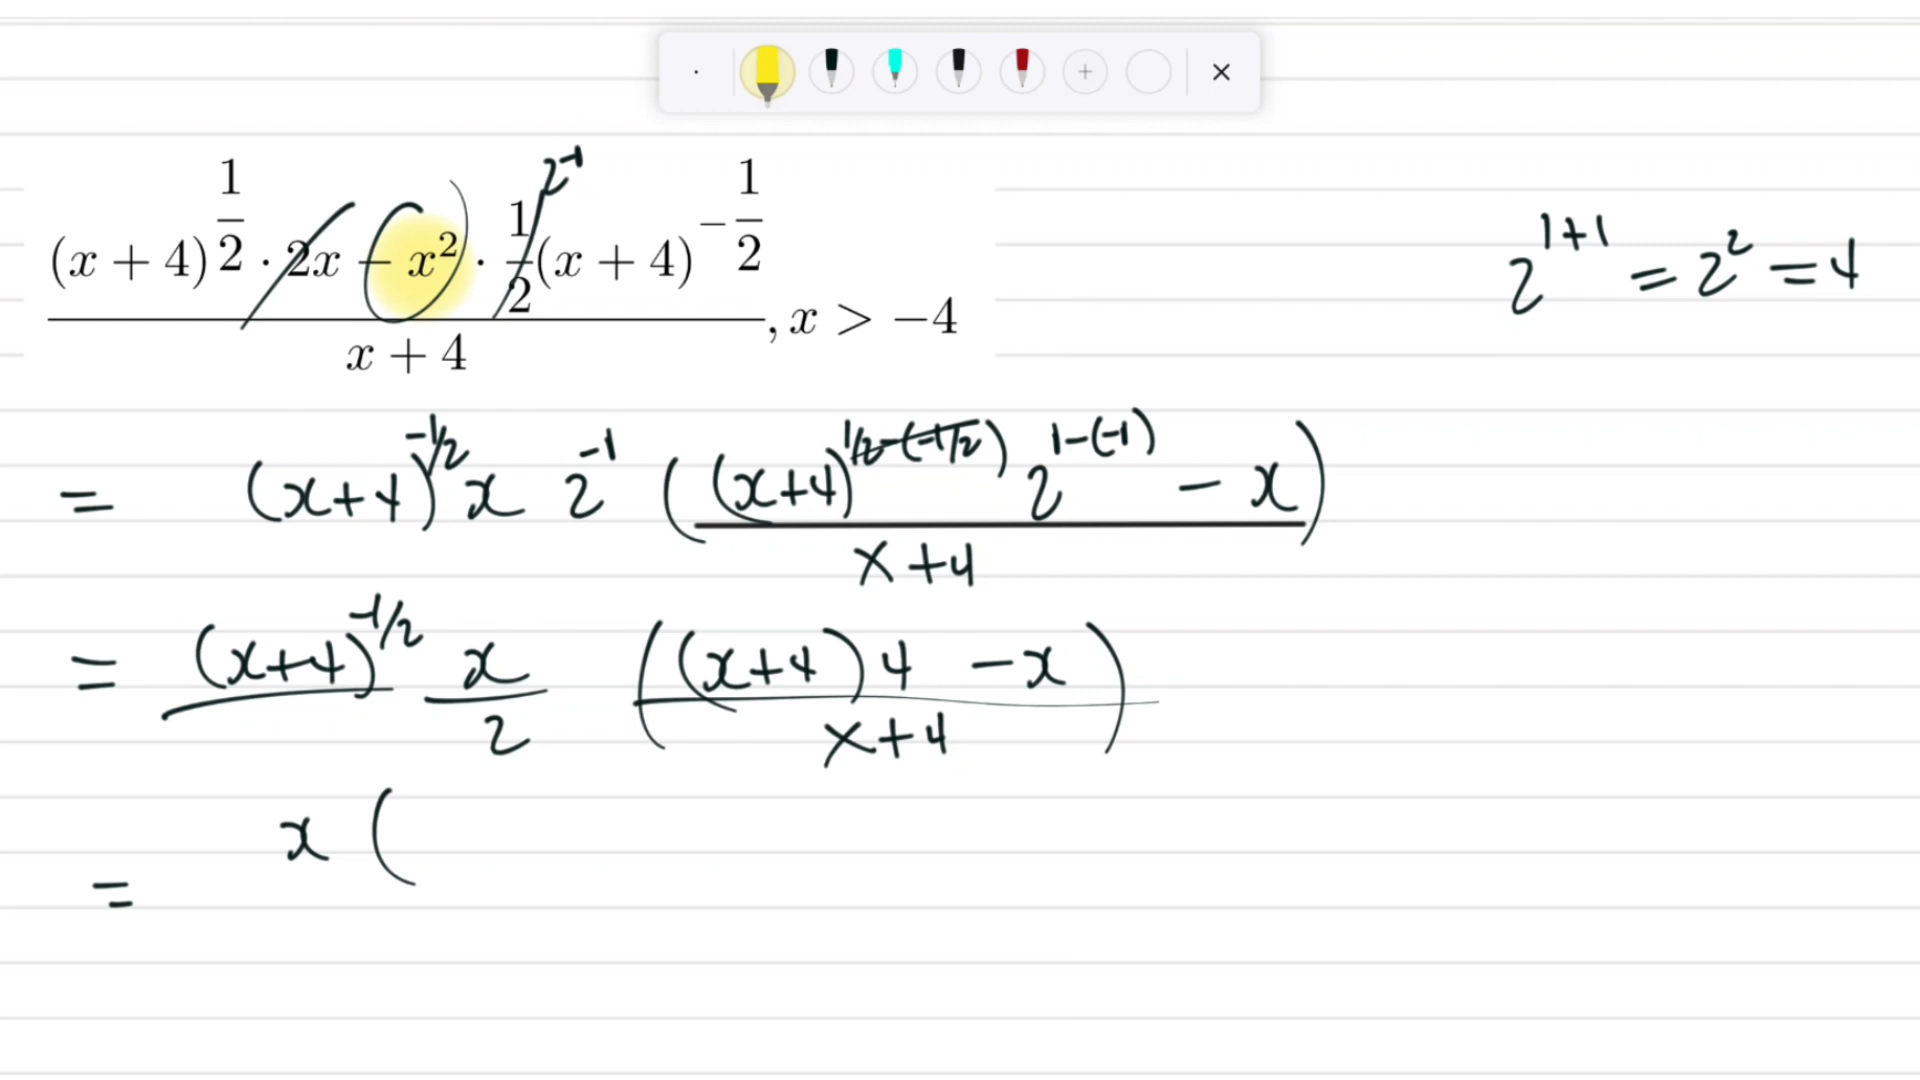 ((x + 4)^{1/2} · 2x − x^2 · 1/2 (x + 4)^{−1/2}) / (x + 4), x > −4
2^-1
2^{1+1} = 2^2 = 4
= (x+4)^{-1/2} x 2^{-1} ( ((x+4)^{1/2-(-1/2)} 2^{1-(-1)} - x) / (x+4) )
= (x+4)^{-1/2} x/2 ( ((x+4)4 - x) / (x+4) )
= x (